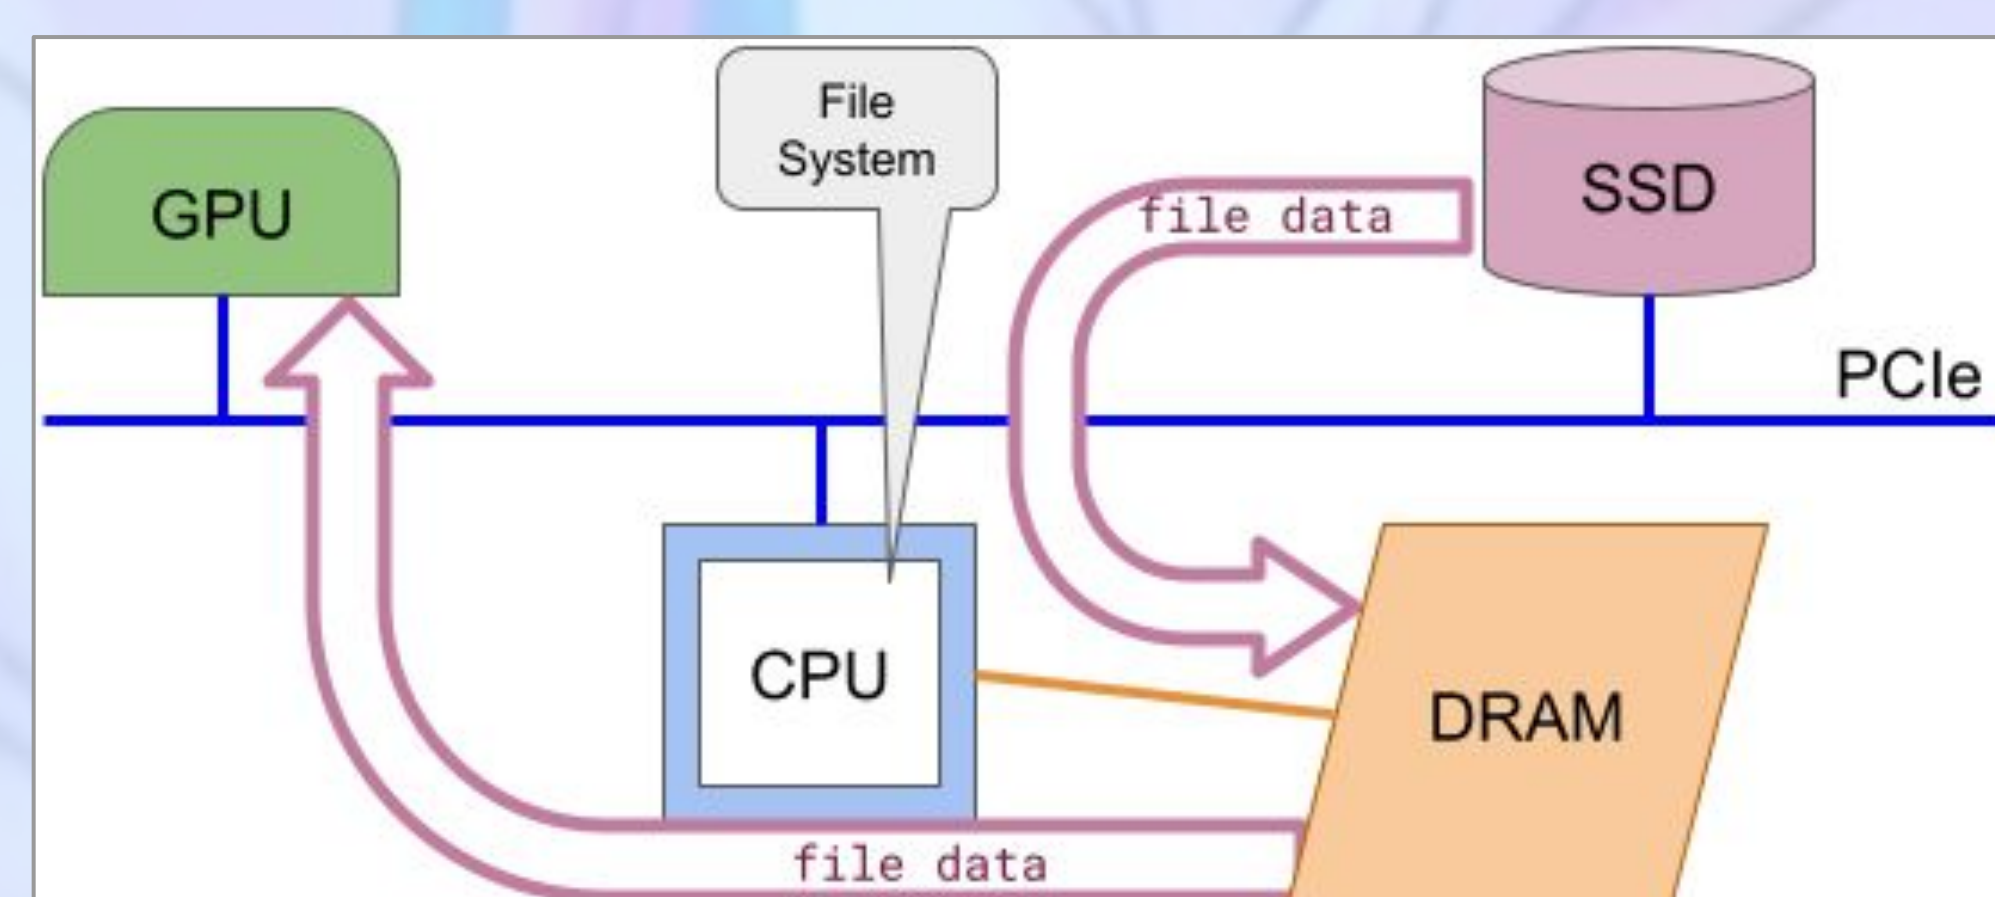 File
System
GPU
file data
SSD
PCIe
CPU
DRAM
file data